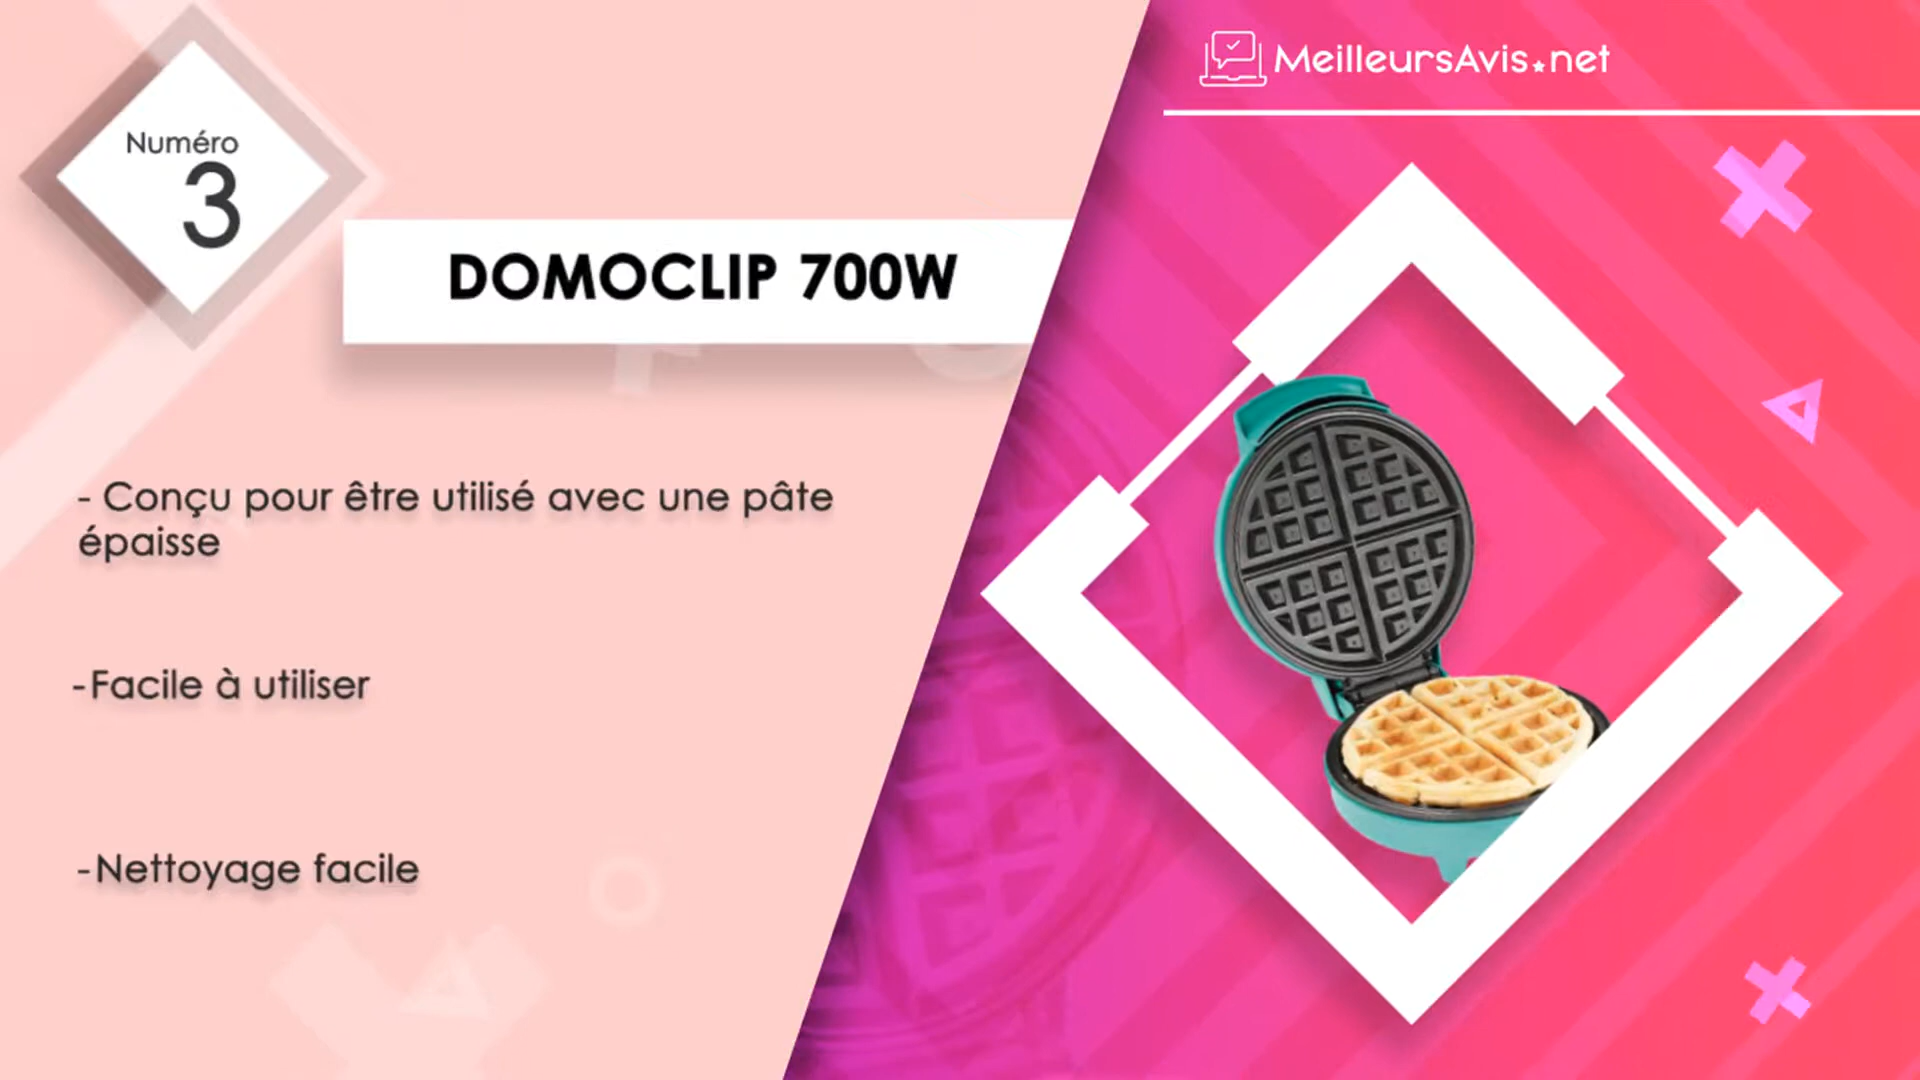 MeilleursAvis.net
Numéro
3
DOMOCLIP 700W
- Conçu pour être utilisé avec une pâte
épaisse
-Facile à utiliser
-Nettoyage facile